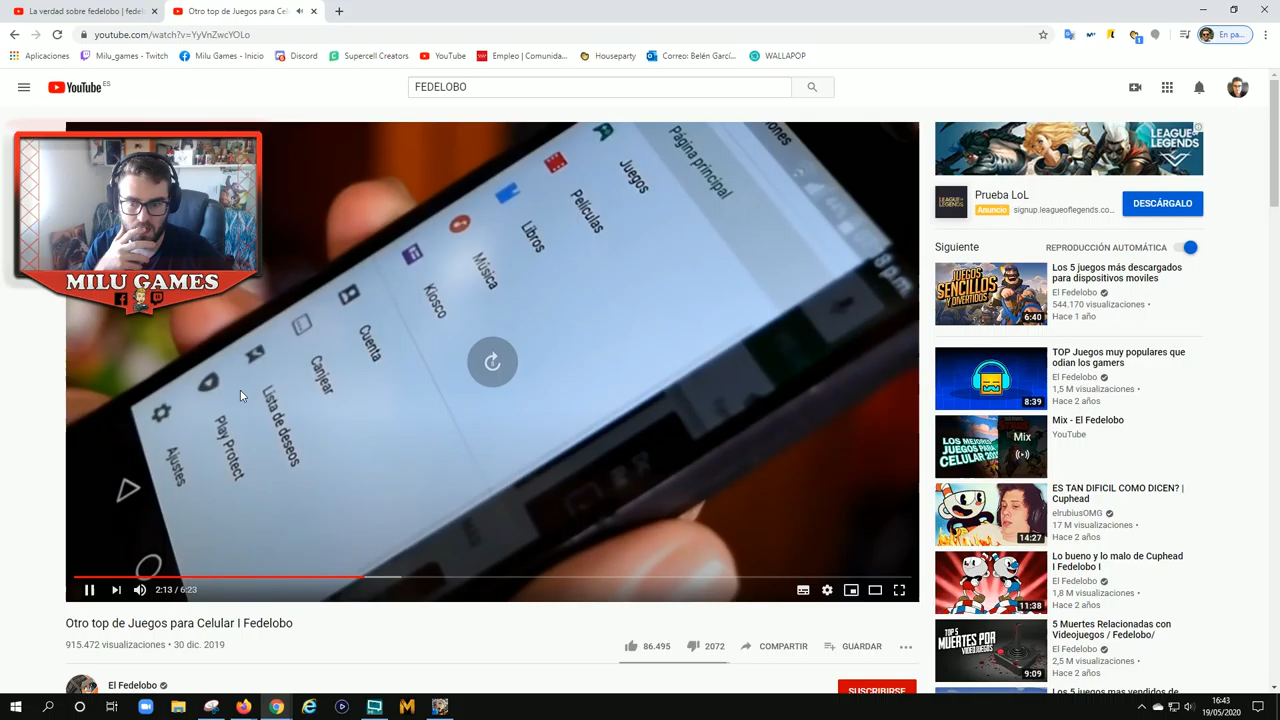 La verdad sobre fedelobo | fedel
Otro top de Juegos para Cel
youtube.com/watch?v=YyVnZwcYOLo
En pa...
Aplicaciones
Milu_games - Twitch
Milu Games - Inicio
Discord
Supercell Creators
YouTube
Empleo | Comunida...
Houseparty
Correo: Belén Garcí...
WALLAPOP
YouTube ES
FEDELOBO
MILU GAMES
Página principal
Juegos
Películas
Libros
Música
Kiosco
Cuenta
Canjear
Lista de deseos
Play Protect
Ajustes
2:13 / 6:23
Otro top de Juegos para Celular I Fedelobo
915.472 visualizaciones • 30 dic. 2019
86.495
2072
COMPARTIR
GUARDAR
El Fedelobo
SUSCRIBIRSE
LEAGUE OF LEGENDS
Prueba LoL
Anuncio signup.leagueoflegends.co...
DESCÁRGALO
Siguiente
REPRODUCCIÓN AUTOMÁTICA
JUEGOS SENCILLOS Y DIVERTIDOS
6:40
Los 5 juegos más descargados
para dispositivos moviles
El Fedelobo
544.170 visualizaciones •
Hace 1 año
8:39
TOP Juegos muy populares que
odian los gamers
El Fedelobo
1,5 M visualizaciones •
Hace 2 años
LOS MEJORES
JUEGOS PARA
CELULAR
Mix
Mix - El Fedelobo
YouTube
14:27
ES TAN DIFICIL COMO DICEN? |
Cuphead
elrubiusOMG
17 M visualizaciones •
Hace 2 años
11:38
Lo bueno y lo malo de Cuphead
I Fedelobo I
El Fedelobo
1,8 M visualizaciones •
Hace 2 años
TOP 5
MUERTES POR
VIDEOJUEGOS
9:09
5 Muertes Relacionadas con
Videojuegos / Fedelobo/
El Fedelobo
2,5 M visualizaciones •
Hace 2 años
Los 5 juegos mas vendidos de
16:43
19/05/2020